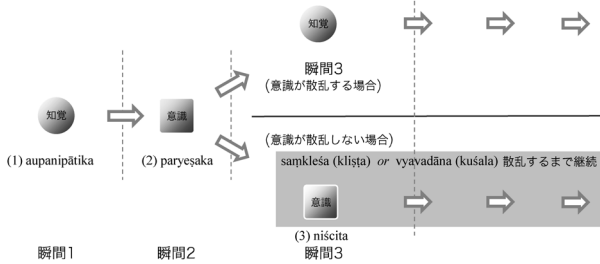 知覚
瞬間3
(意識が散乱する場合)
知覚
意識
(1) aupanipātika
(2) paryeṣaka
(意識が散乱しない場合)
saṃkleśa (kliṣṭa) or vyavadāna (kuśala) 散乱するまで継続
意識
(3) niścita
瞬間1
瞬間2
瞬間3